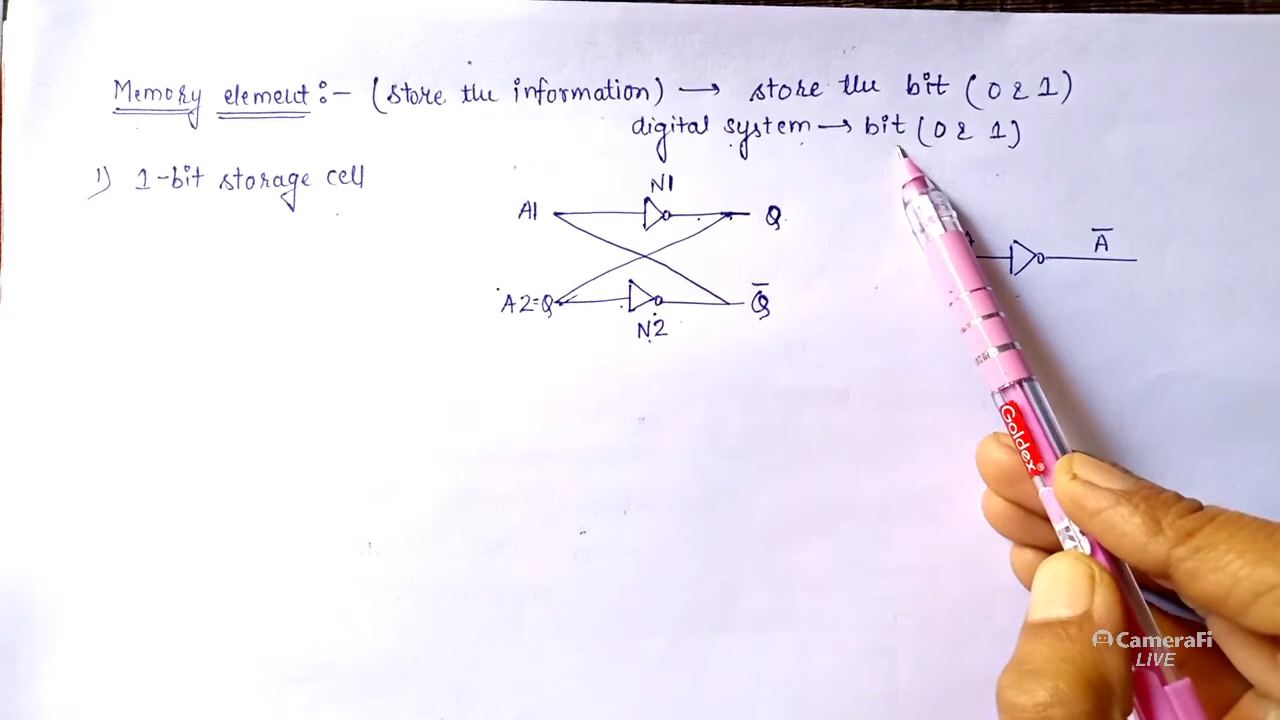 Memory element :- (store the information) → store the bit (0 & 1)
digital system → bit (0 & 1)
1) 1-bit storage cell
N1
A1 Q
A2=Q Q̅
N2
A̅
Goldex®
CameraFi
LIVE